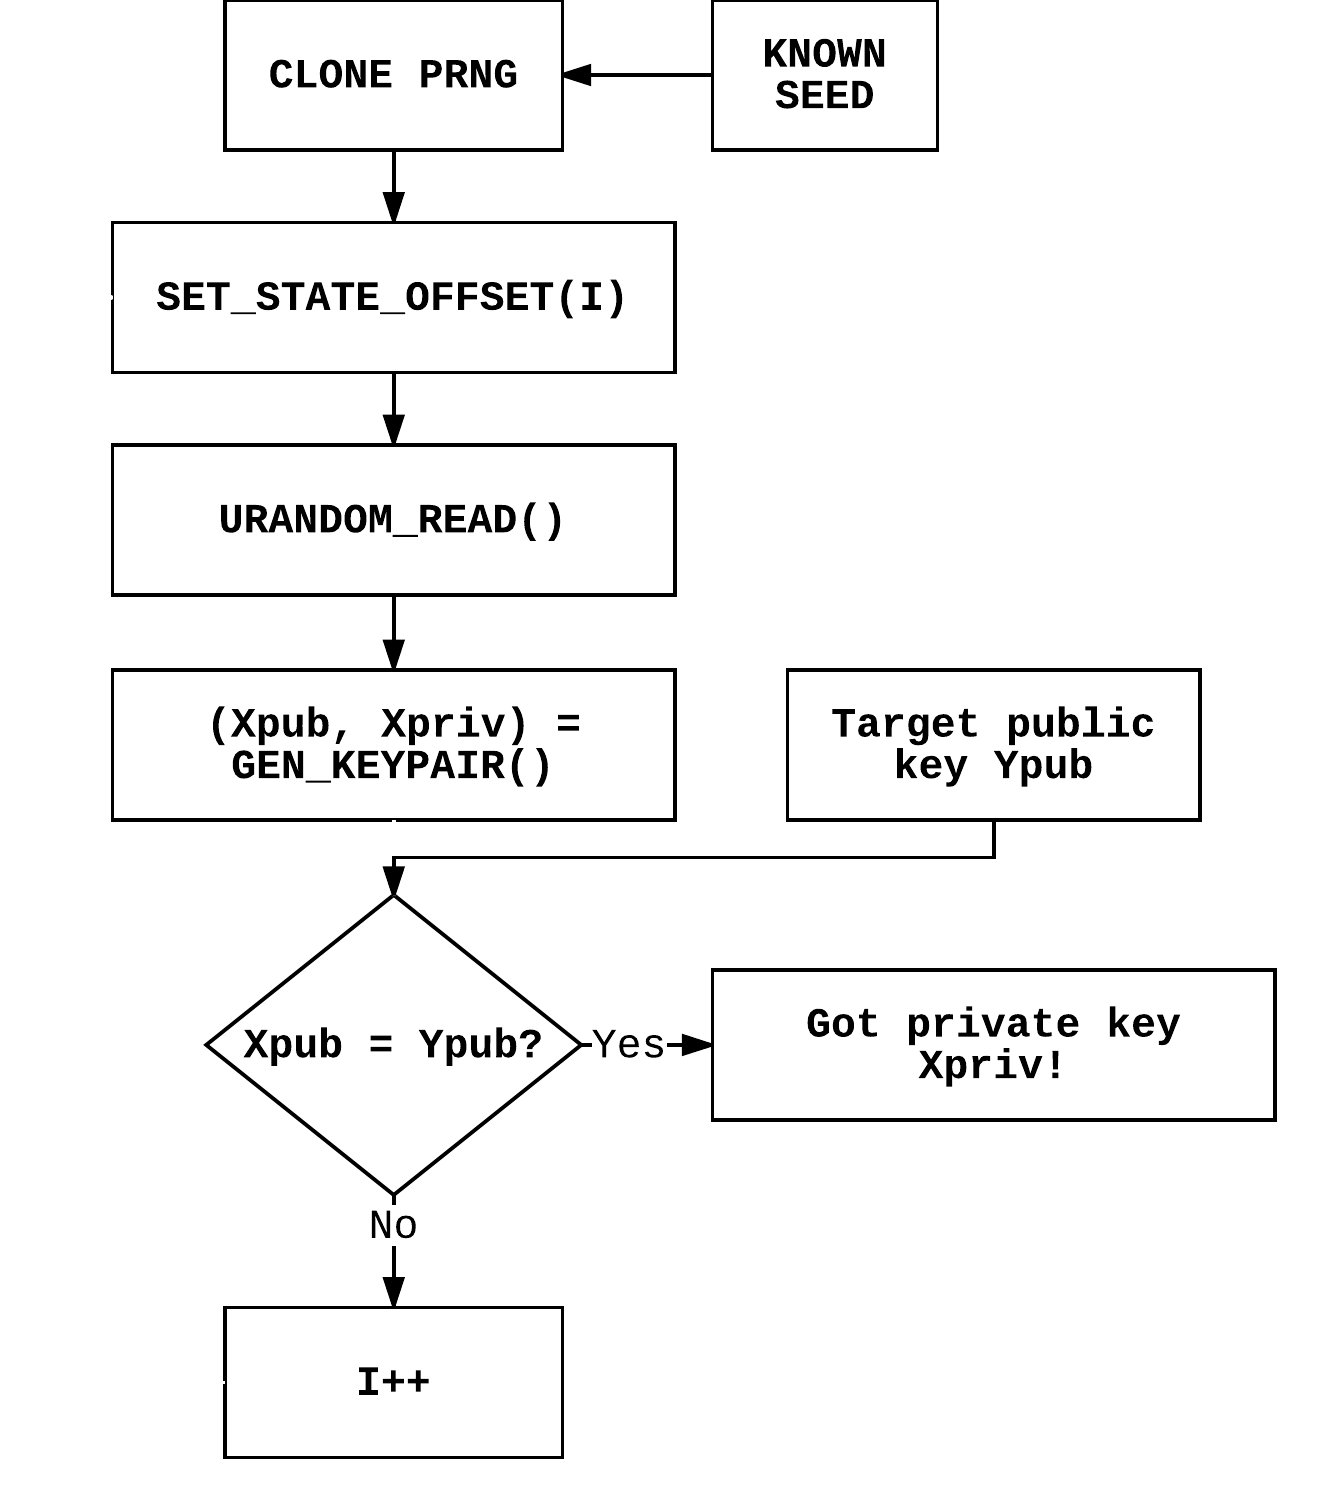 CLONE PRNG
KNOWN
SEED
SET_STATE_OFFSET(I)
URANDOM_READ()
(Xpub, Xpriv) =
GEN_KEYPAIR()
Target public
key Ypub
Xpub = Ypub?
Yes
Got private key
Xpriv!
No
I++